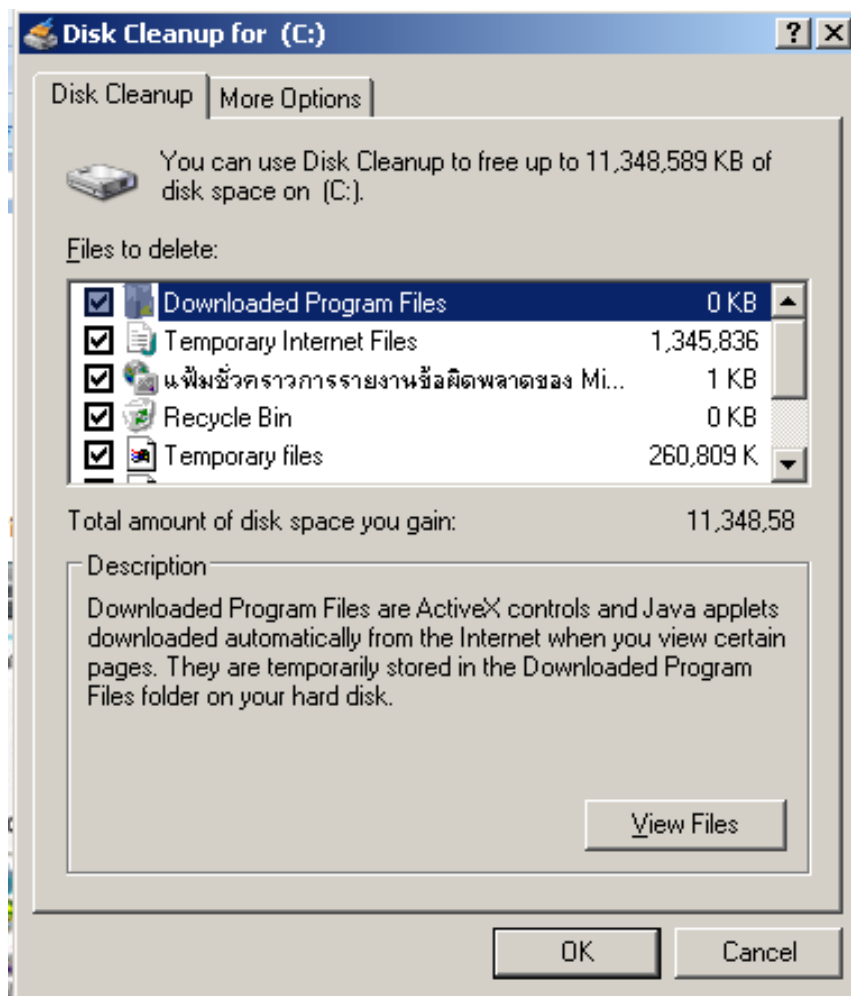 Disk Cleanup for (C:)
Disk Cleanup
More Options
You can use Disk Cleanup to free up to 11,348,589 KB of
disk space on (C:).
Files to delete:
Downloaded Program Files 0 KB
Temporary Internet Files 1,345,836
แฟ้มชั่วคราวการรายงานข้อผิดพลาดของ Mi... 1 KB
Recycle Bin 0 KB
Temporary files 260,809 K
Total amount of disk space you gain: 11,348,58
Description
Downloaded Program Files are ActiveX controls and Java applets
downloaded automatically from the Internet when you view certain
pages. They are temporarily stored in the Downloaded Program
Files folder on your hard disk.
View Files
OK
Cancel